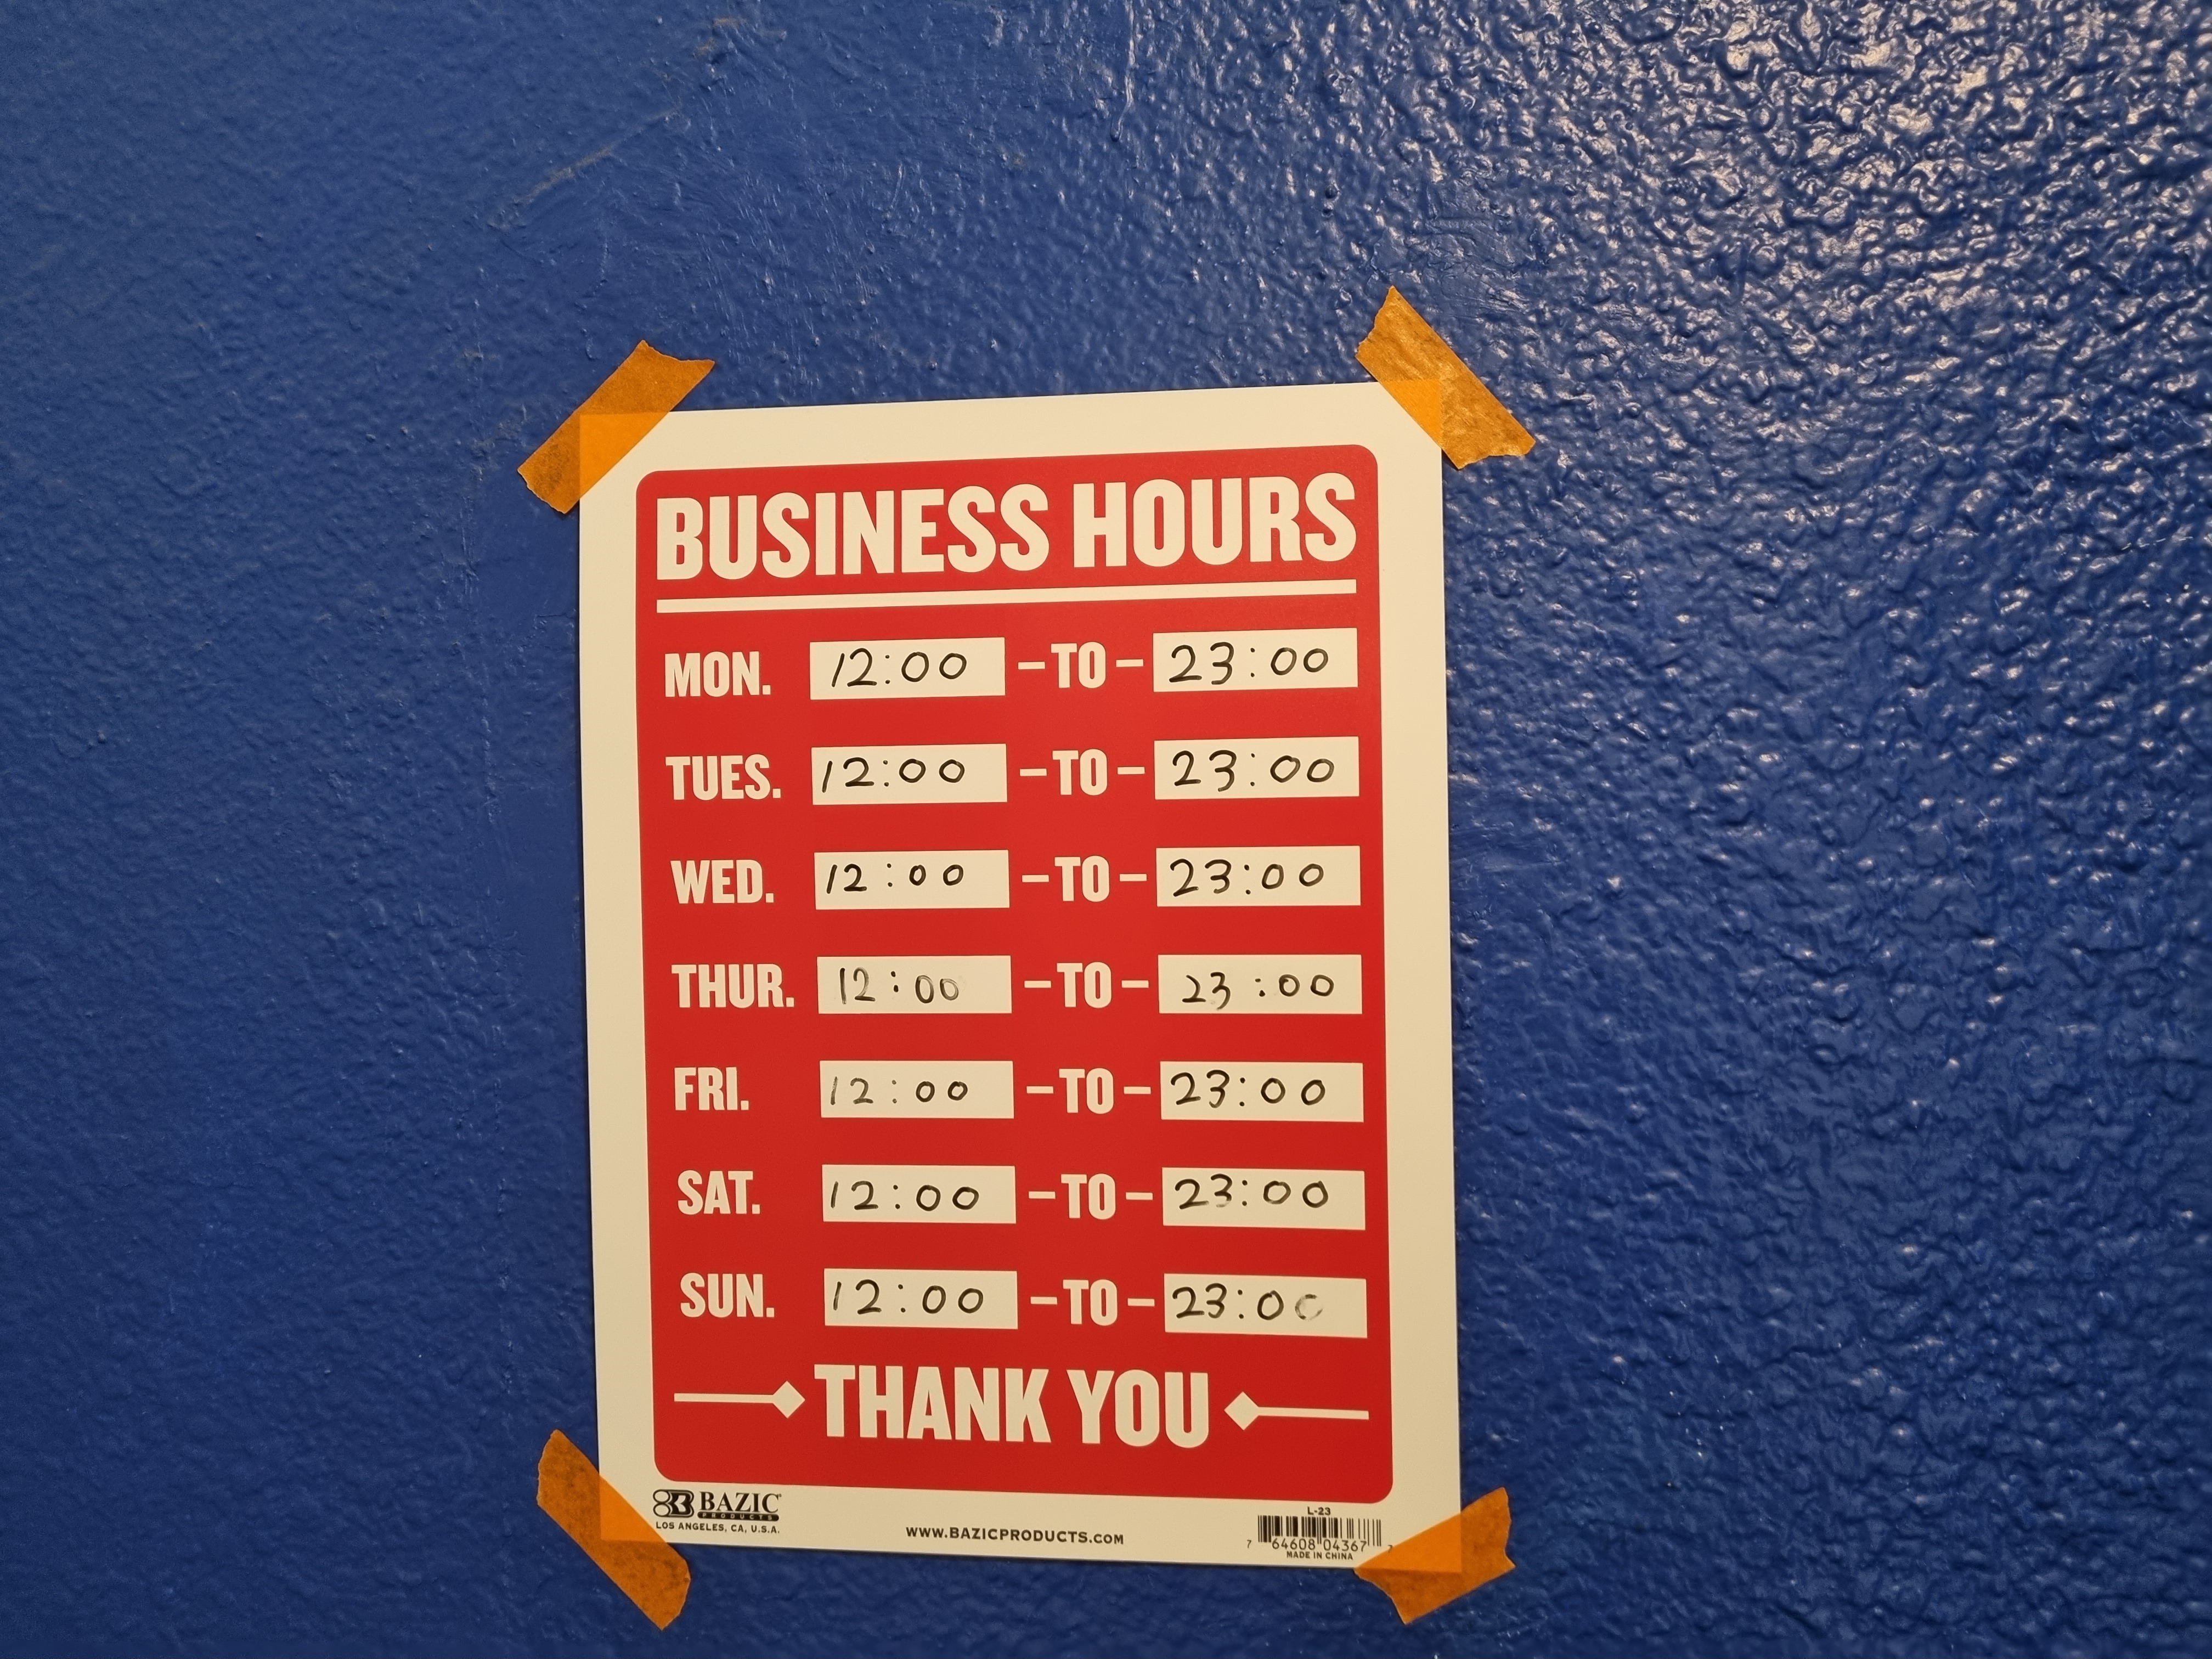 BUSINESS HOURS
MON. 12:00 - TO - 23:00
TUES. 12:00 - TO - 23:00
WED. 12:00 - TO - 23:00
THUR. 12:00 - TO - 23:00
FRI. 12:00 - TO - 23:00
SAT. 12:00 - TO - 23:00
SUN. 12:00 - TO - 23:00
THANK YOU
BAZIC
PRODUCTS
LOS ANGELES, CA, U.S.A.
WWW.BAZICPRODUCTS.COM
L-23
7 64608 04367 7
MADE IN CHINA